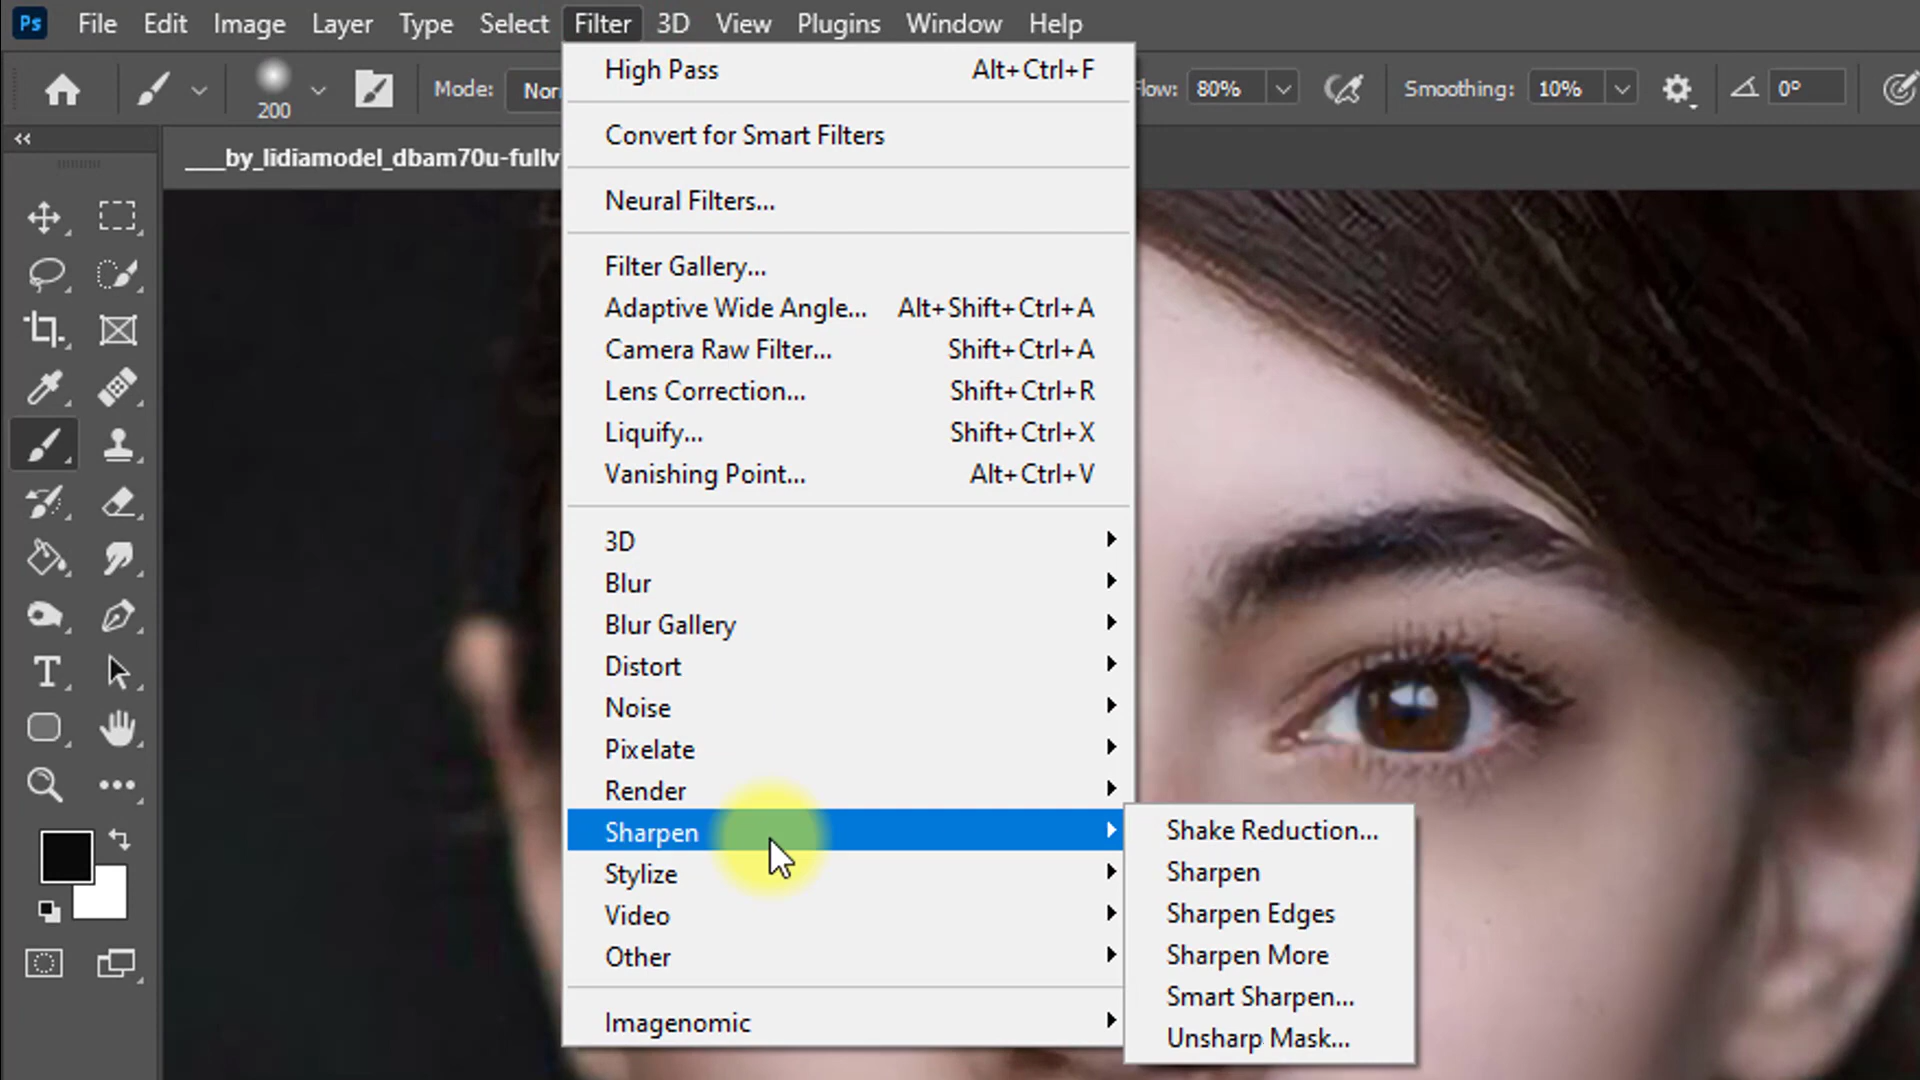 Ps File Edit Image Layer Type Select Filter 3D View Plugins Window Help
200 Mode: Flow: 80% Smoothing: 10% 0°
___by_lidiamodel_dbam70u-fullv
High Pass Alt+Ctrl+F
Convert for Smart Filters
Neural Filters...
Filter Gallery...
Adaptive Wide Angle... Alt+Shift+Ctrl+A
Camera Raw Filter... Shift+Ctrl+A
Lens Correction... Shift+Ctrl+R
Liquify... Shift+Ctrl+X
Vanishing Point... Alt+Ctrl+V
3D
Blur
Blur Gallery
Distort
Noise
Pixelate
Render
Sharpen
Stylize
Video
Other
Imagenomic
Shake Reduction...
Sharpen
Sharpen Edges
Sharpen More
Smart Sharpen...
Unsharp Mask...